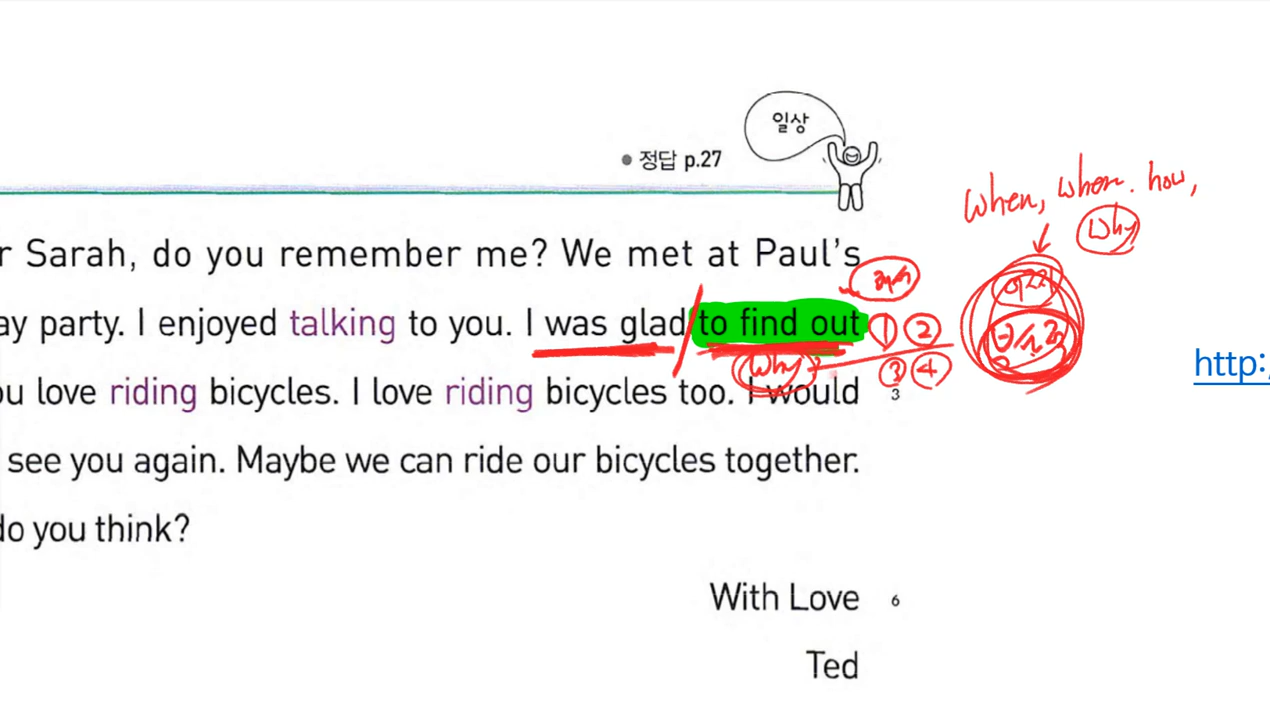 일상
● 정답 p.27
when, when. how,
why
r Sarah, do you remember me? We met at Paul's
ay party. I enjoyed talking to you. I was glad / to find out ① ②
why? ③ ④
ou love riding bicycles. I love riding bicycles too. I would 3
http:/
see you again. Maybe we can ride our bicycles together.
do you think?
With Love 6
Ted